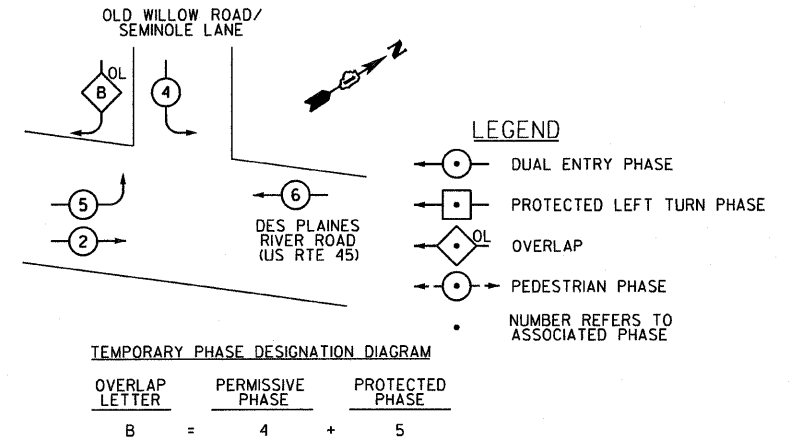 OLD WILLOW ROAD/
SEMINOLE LANE
OL
B
4
N
5
2
6
DES PLAINES
RIVER ROAD
(US RTE 45)
LEGEND
DUAL ENTRY PHASE
PROTECTED LEFT TURN PHASE
OL
OVERLAP
PEDESTRIAN PHASE
NUMBER REFERS TO
ASSOCIATED PHASE
TEMPORARY PHASE DESIGNATION DIAGRAM
OVERLAP PERMISSIVE PROTECTED
LETTER PHASE PHASE
B = 4 + 5